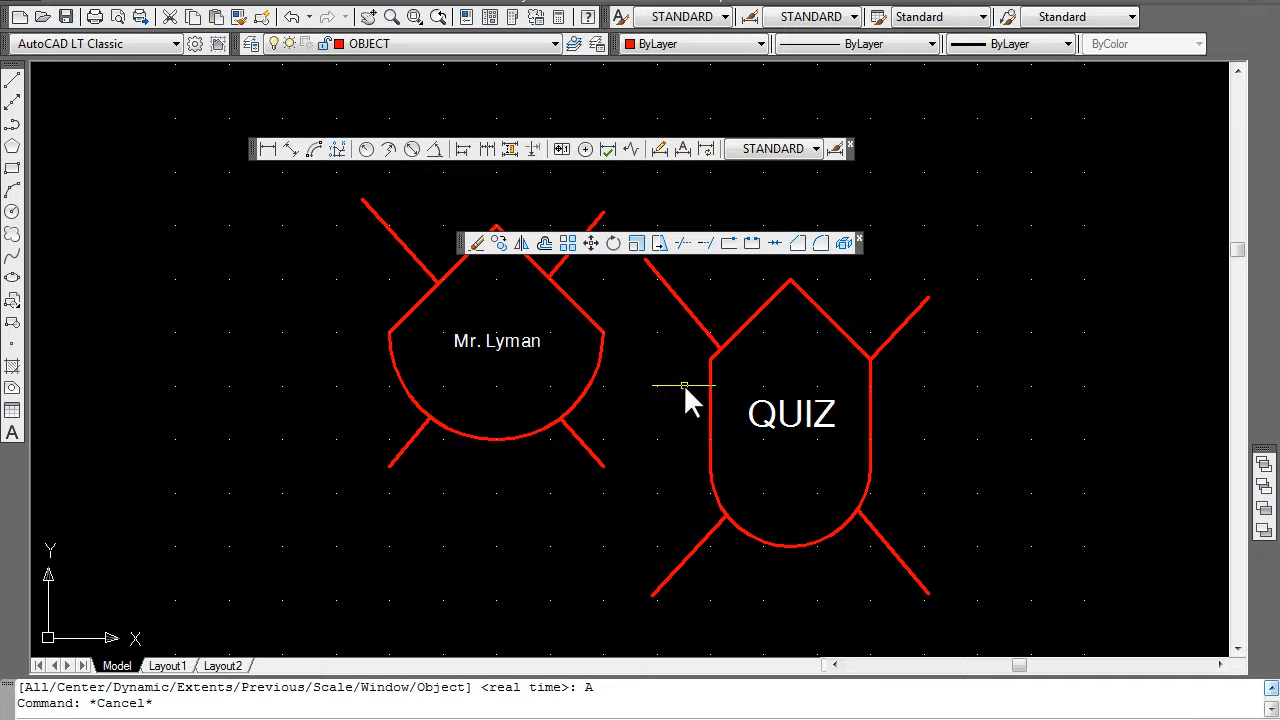 STANDARD STANDARD Standard Standard
AutoCAD LT Classic OBJECT ByLayer ByLayer ByLayer ByColor
STANDARD
Mr. Lyman
QUIZ
Y
X
Model Layout1 Layout2
[All/Center/Dynamic/Extents/Previous/Scale/Window/Object] <real time>: A
Command: *Cancel*